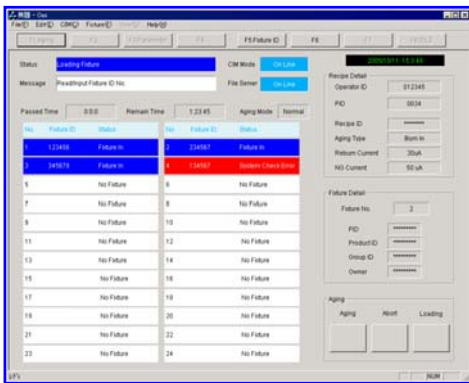 File(F) Edit(E) CIM(C) Fixture(F) Help(H)
F5:Fixture ID F6
Status Loading Fixture
CIM Mode On Line
Message Read/Input Fixture ID No.
File Server On Line
Passed Time 0:0:0 Remain Time 1:23:45 Aging Mode Normal
No. Fixture ID Status No. Fixture ID Status
1 123456 Fixture In 2 234567 Fixture In
3 345678 Fixture In 4 134567 System Check Error
5 No Fixture 6 No Fixture
7 No Fixture 8 No Fixture
9 No Fixture 10 No Fixture
11 No Fixture 12 No Fixture
13 No Fixture 14 No Fixture
15 No Fixture 16 No Fixture
17 No Fixture 18 No Fixture
19 No Fixture 20 No Fixture
21 No Fixture 22 No Fixture
23 No Fixture 24 No Fixture
Recipe Detail
Operator ID 012345
PID 0034
Recipe ID
Aging Type Burn In
Reburn Current 30uA
NG Current 50 uA
Fixture Detail
Fixture No. 2
PID *********
Product ID *********
Group ID *********
Owner *********
Aging
Aging Abort Loading
NUM